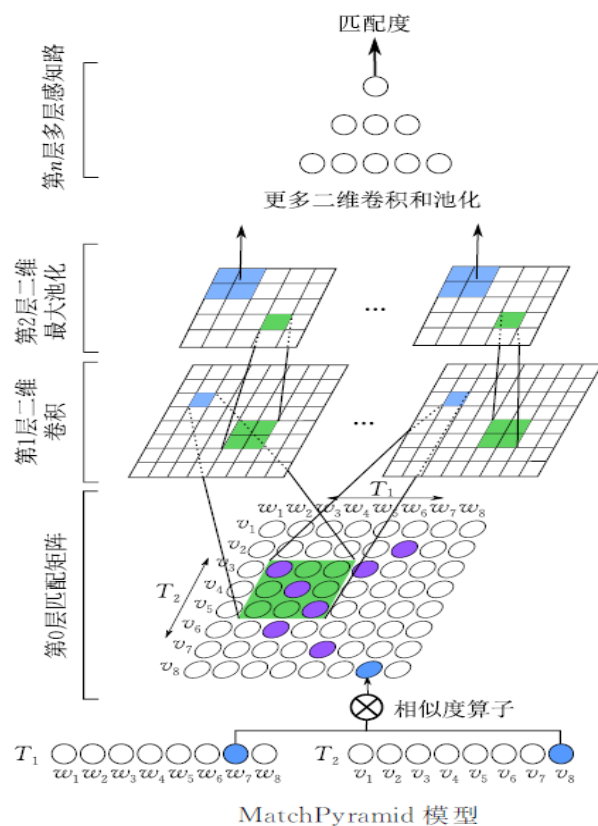 匹配度
第n层多层感知路
更多二维卷积和池化
第2层二维
最大池化
...
...
第1层二维
卷积
第0层匹配矩阵
T1
w1 w2 w3 w4 w5 w6 w7 w8
T2
v1
v2
v3
v4
v5
v6
v7
v8
相似度算子
T1
w1 w2 w3 w4 w5 w6 w7 w8
T2
v1 v2 v3 v4 v5 v6 v7 v8
MatchPyramid 模型